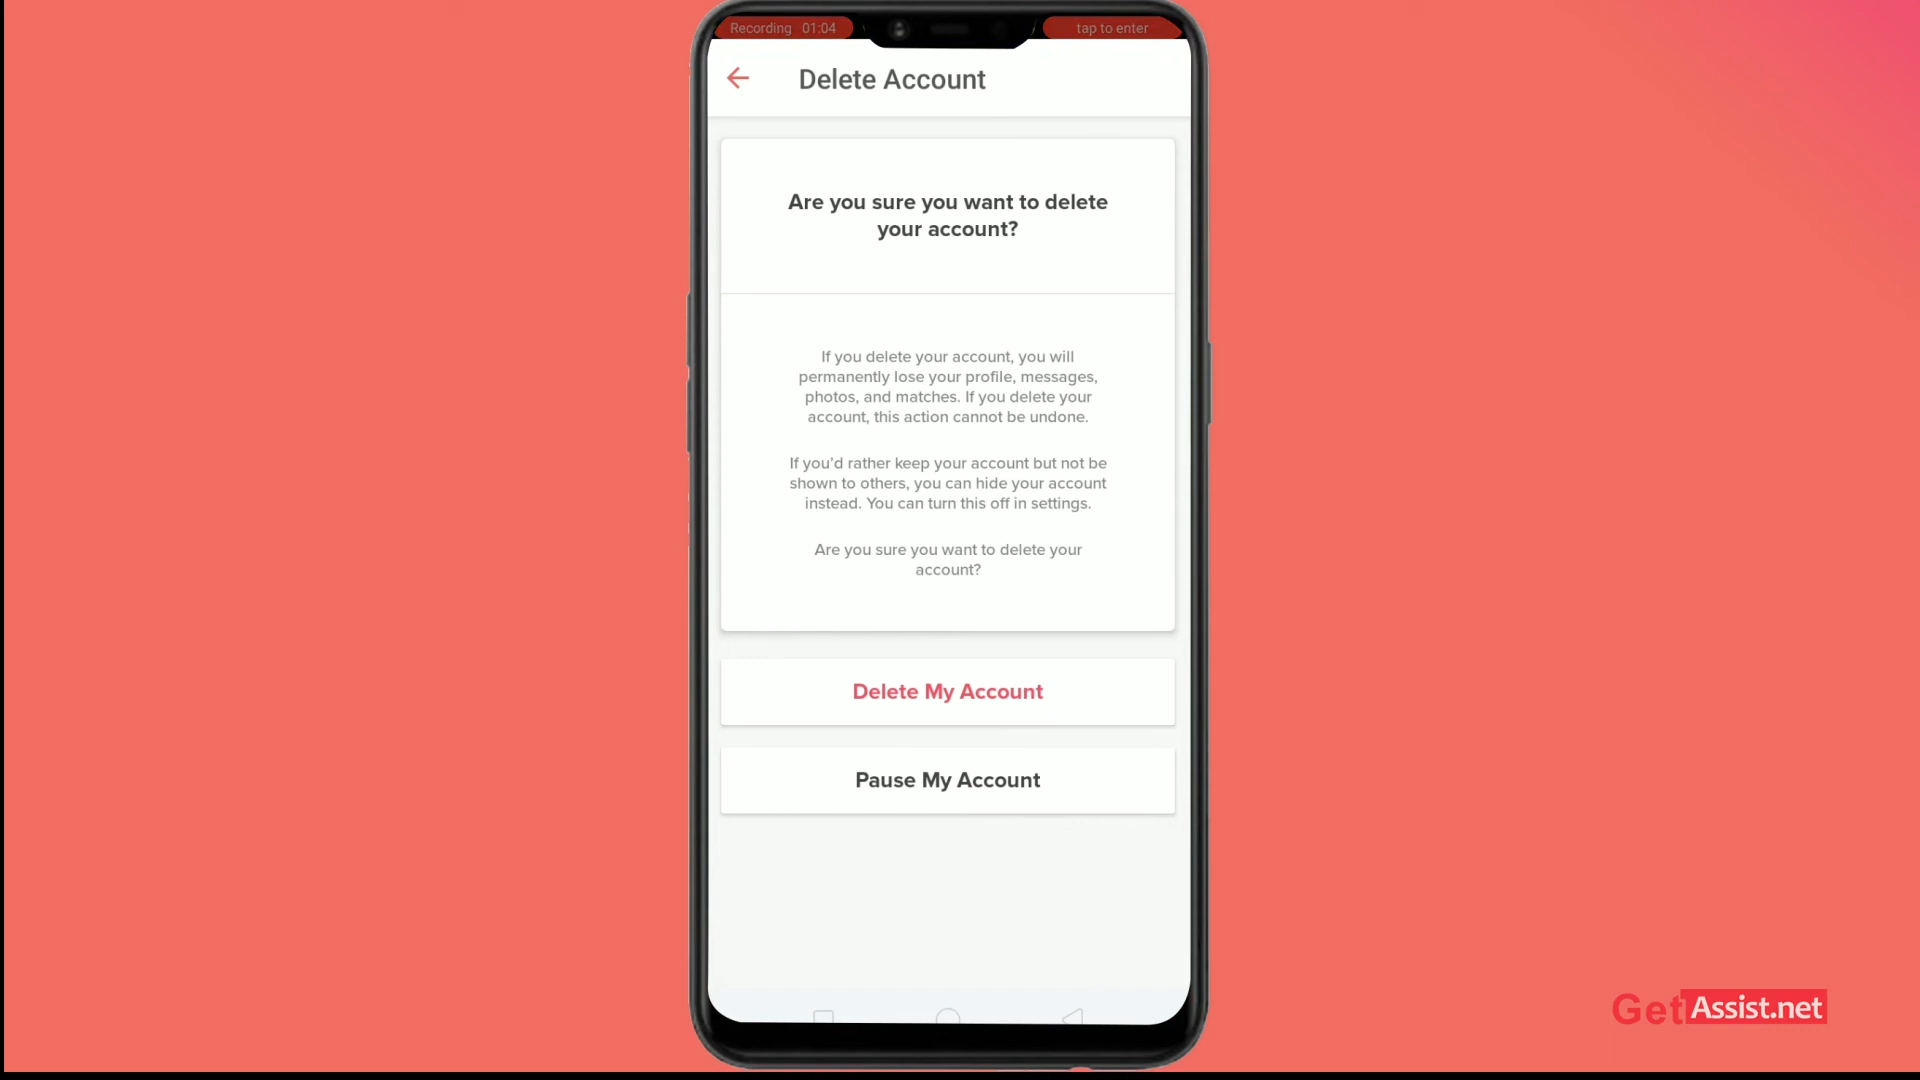 Recording 01:04
tap to enter
Delete Account
Are you sure you want to delete
your account?
If you delete your account, you will
permanently lose your profile, messages,
photos, and matches. If you delete your
account, this action cannot be undone.
If you’d rather keep your account but not be
shown to others, you can hide your account
instead. You can turn this off in settings.
Are you sure you want to delete your
account?
Delete My Account
Pause My Account
GetAssist.net